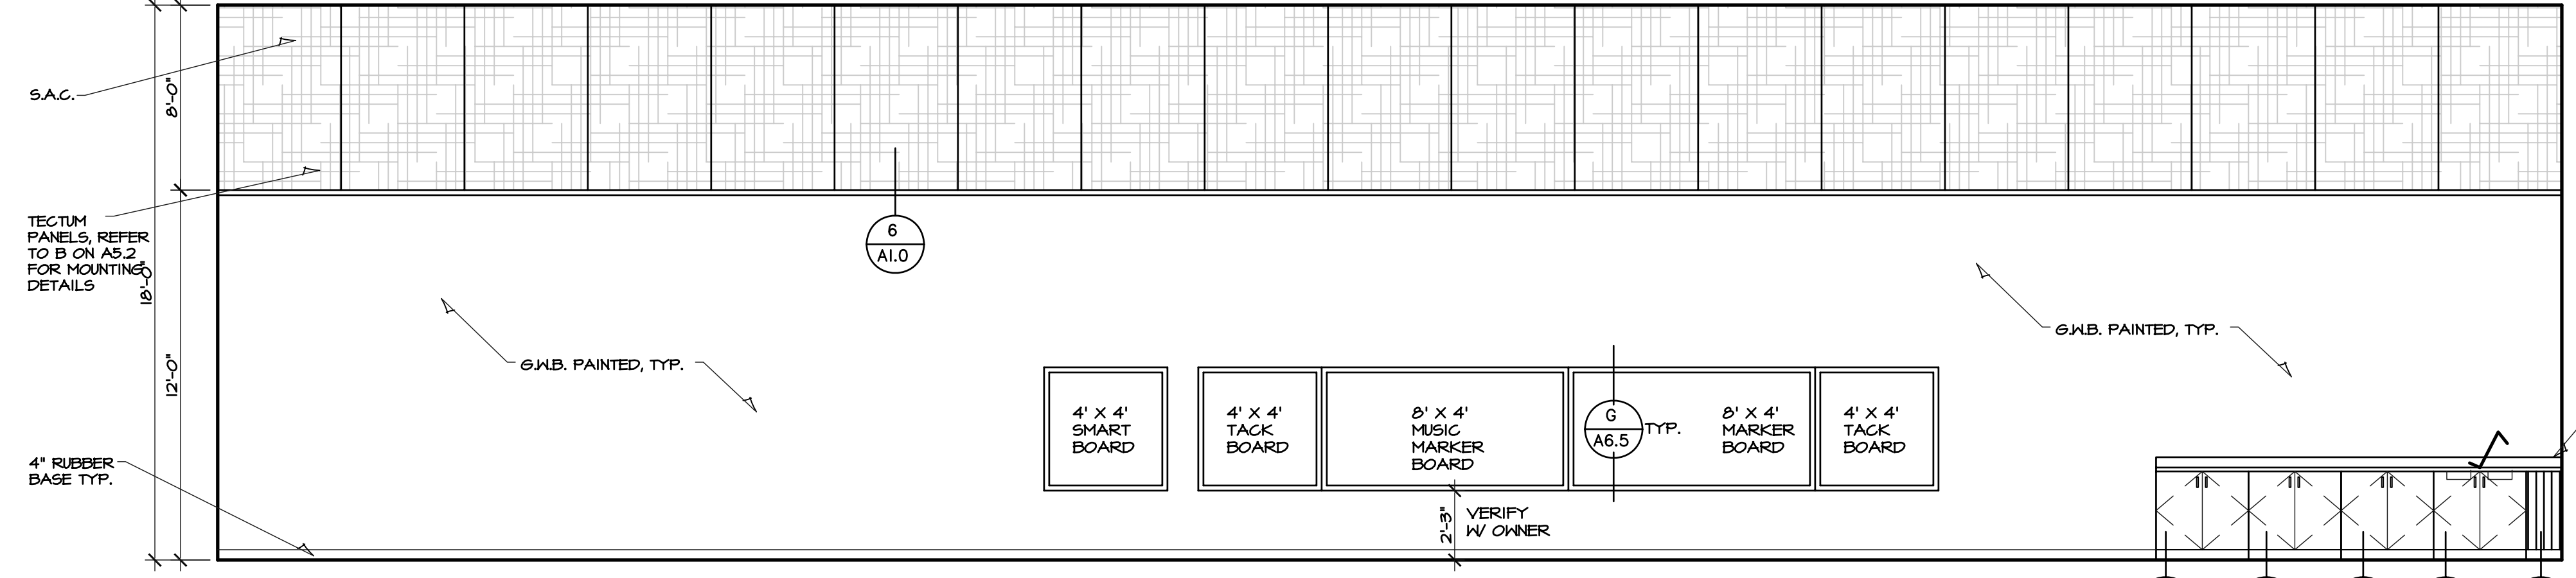 S.A.C.
8'-0"
TECTUM
PANELS, REFER
TO B ON A5.2
FOR MOUNTING
DETAILS
18'-0"
12'-0"
4" RUBBER
BASE TYP.
6
A1.0
G.W.B. PAINTED, TYP.
G.W.B. PAINTED, TYP.
4' X 4'
SMART
BOARD
4' X 4'
TACK
BOARD
8' X 4'
MUSIC
MARKER
BOARD
G
A6.5
TYP.
8' X 4'
MARKER
BOARD
4' X 4'
TACK
BOARD
2'-3"
VERIFY
W/ OWNER